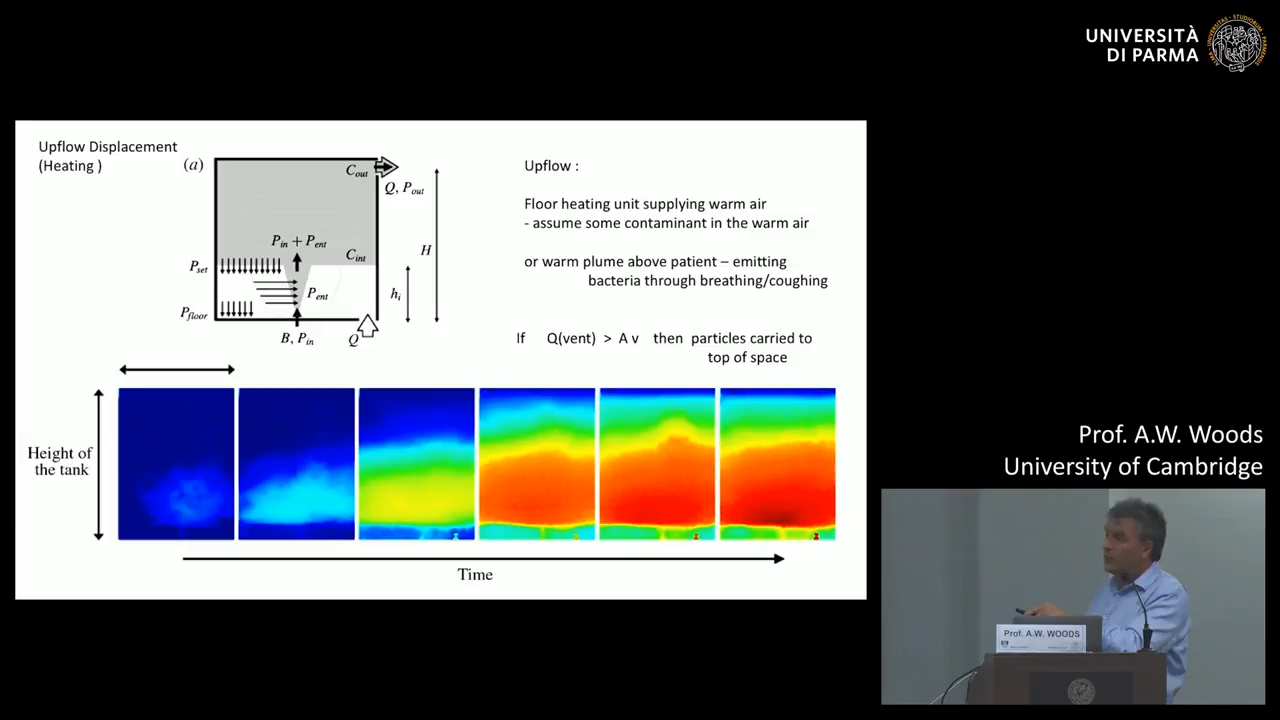 UNIVERSITÀ
DI PARMA
Upflow Displacement
(Heating )
(a)
C_out
Q, P_out
P_in + P_ent
C_int
H
P_set
P_ent
h_i
P_floor
B, P_in
Q
Upflow :
Floor heating unit supplying warm air
- assume some contaminant in the warm air
or warm plume above patient – emitting
bacteria through breathing/coughing
If Q(vent) > A v then particles carried to
top of space
Height of
the tank
Time
Prof. A.W. Woods
University of Cambridge
Prof. A.W. WOODS